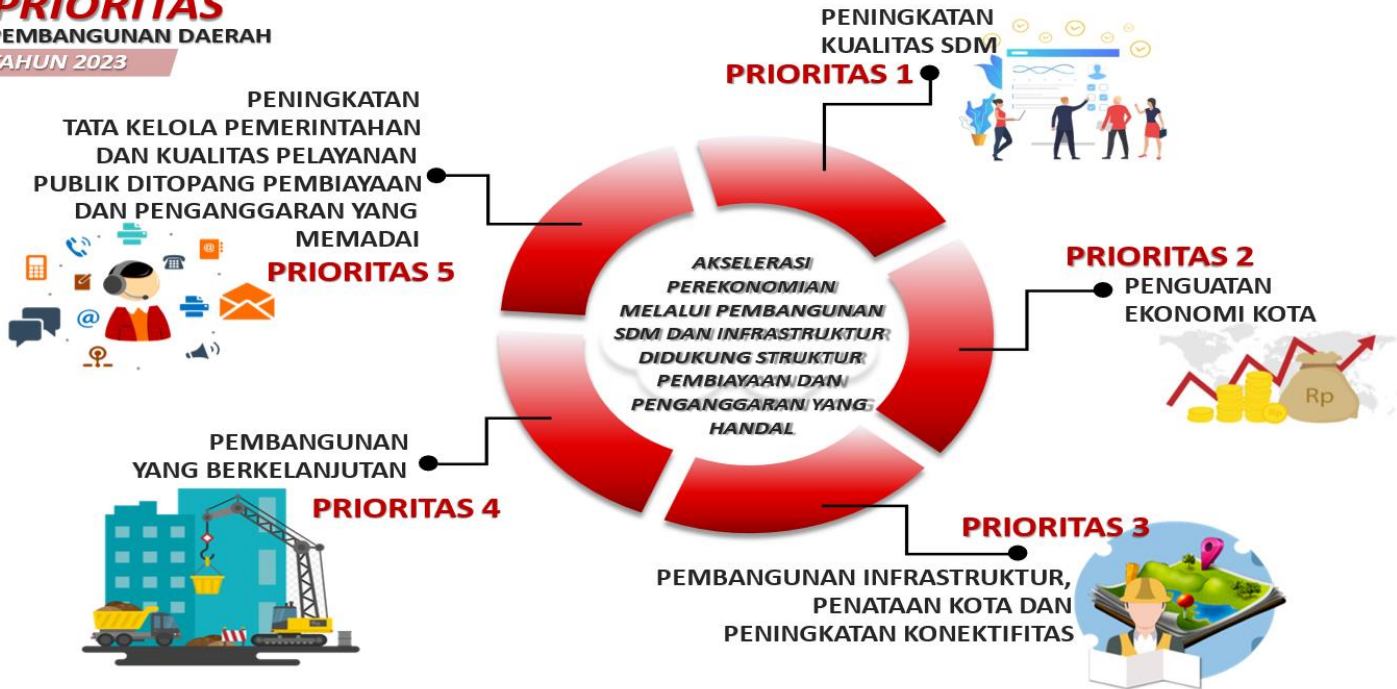 PRIORITAS
PEMBANGUNAN DAERAH
TAHUN 2023
PENINGKATAN
KUALITAS SDM
PRIORITAS 1
PRIORITAS 2
PENGUATAN
EKONOMI KOTA
Rp
Rp
PRIORITAS 3
PEMBANGUNAN INFRASTRUKTUR,
PENATAAN KOTA DAN
PENINGKATAN KONEKTIFITAS
PEMBANGUNAN
YANG BERKELANJUTAN
PRIORITAS 4
PENINGKATAN
TATA KELOLA PEMERINTAHAN
DAN KUALITAS PELAYANAN
PUBLIK DITOPANG PEMBIAYAAN
DAN PENGANGGARAN YANG
MEMADAI
PRIORITAS 5
@
@
AKSELERASI
PEREKONOMIAN
MELALUI PEMBANGUNAN
SDM DAN INFRASTRUKTUR
DIDUKUNG STRUKTUR
PEMBIAYAAN DAN
PENGANGGARAN YANG
HANDAL